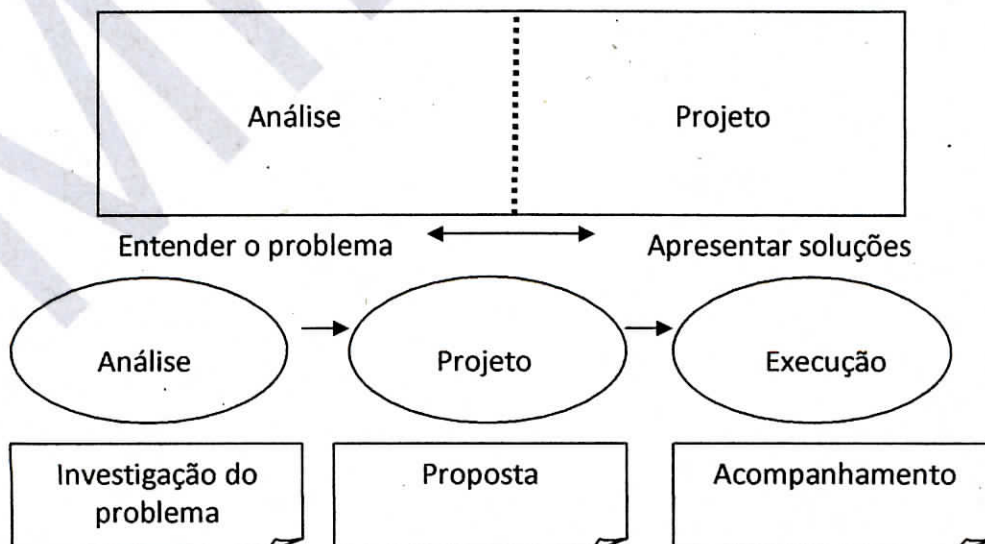 Análise Projeto
Entender o problema Apresentar soluções
Análise Projeto Execução
Investigação do Proposta Acompanhamento
problema